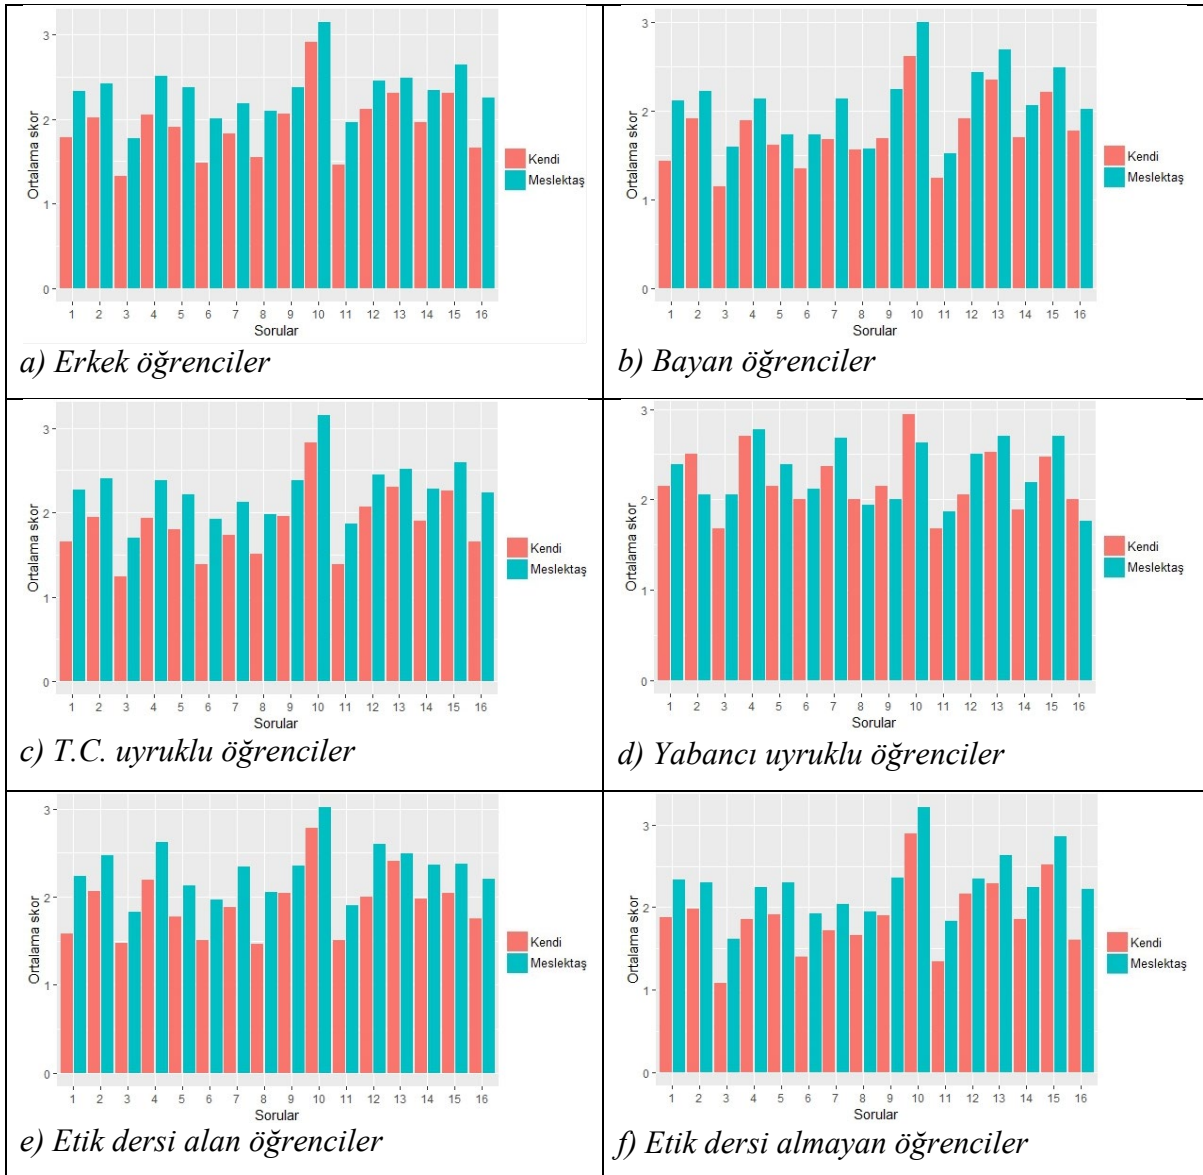 3
2
1
0
Ortalama skor
Kendi
Meslektaş
1 2 3 4 5 6 7 8 9 10 11 12 13 14 15 16
Sorular
a) Erkek öğrenciler
3
2
1
0
Ortalama skor
Kendi
Meslektaş
1 2 3 4 5 6 7 8 9 10 11 12 13 14 15 16
Sorular
b) Bayan öğrenciler
3
2
1
0
Ortalama skor
Kendi
Meslektaş
1 2 3 4 5 6 7 8 9 10 11 12 13 14 15 16
Sorular
c) T.C. uyruklu öğrenciler
3
2
1
0
Ortalama skor
Kendi
Meslektaş
1 2 3 4 5 6 7 8 9 10 11 12 13 14 15 16
Sorular
d) Yabancı uyruklu öğrenciler
3
2
1
0
Ortalama skor
Kendi
Meslektaş
1 2 3 4 5 6 7 8 9 10 11 12 13 14 15 16
Sorular
e) Etik dersi alan öğrenciler
3
2
1
0
Ortalama skor
Kendi
Meslektaş
1 2 3 4 5 6 7 8 9 10 11 12 13 14 15 16
Sorular
f) Etik dersi almayan öğrenciler